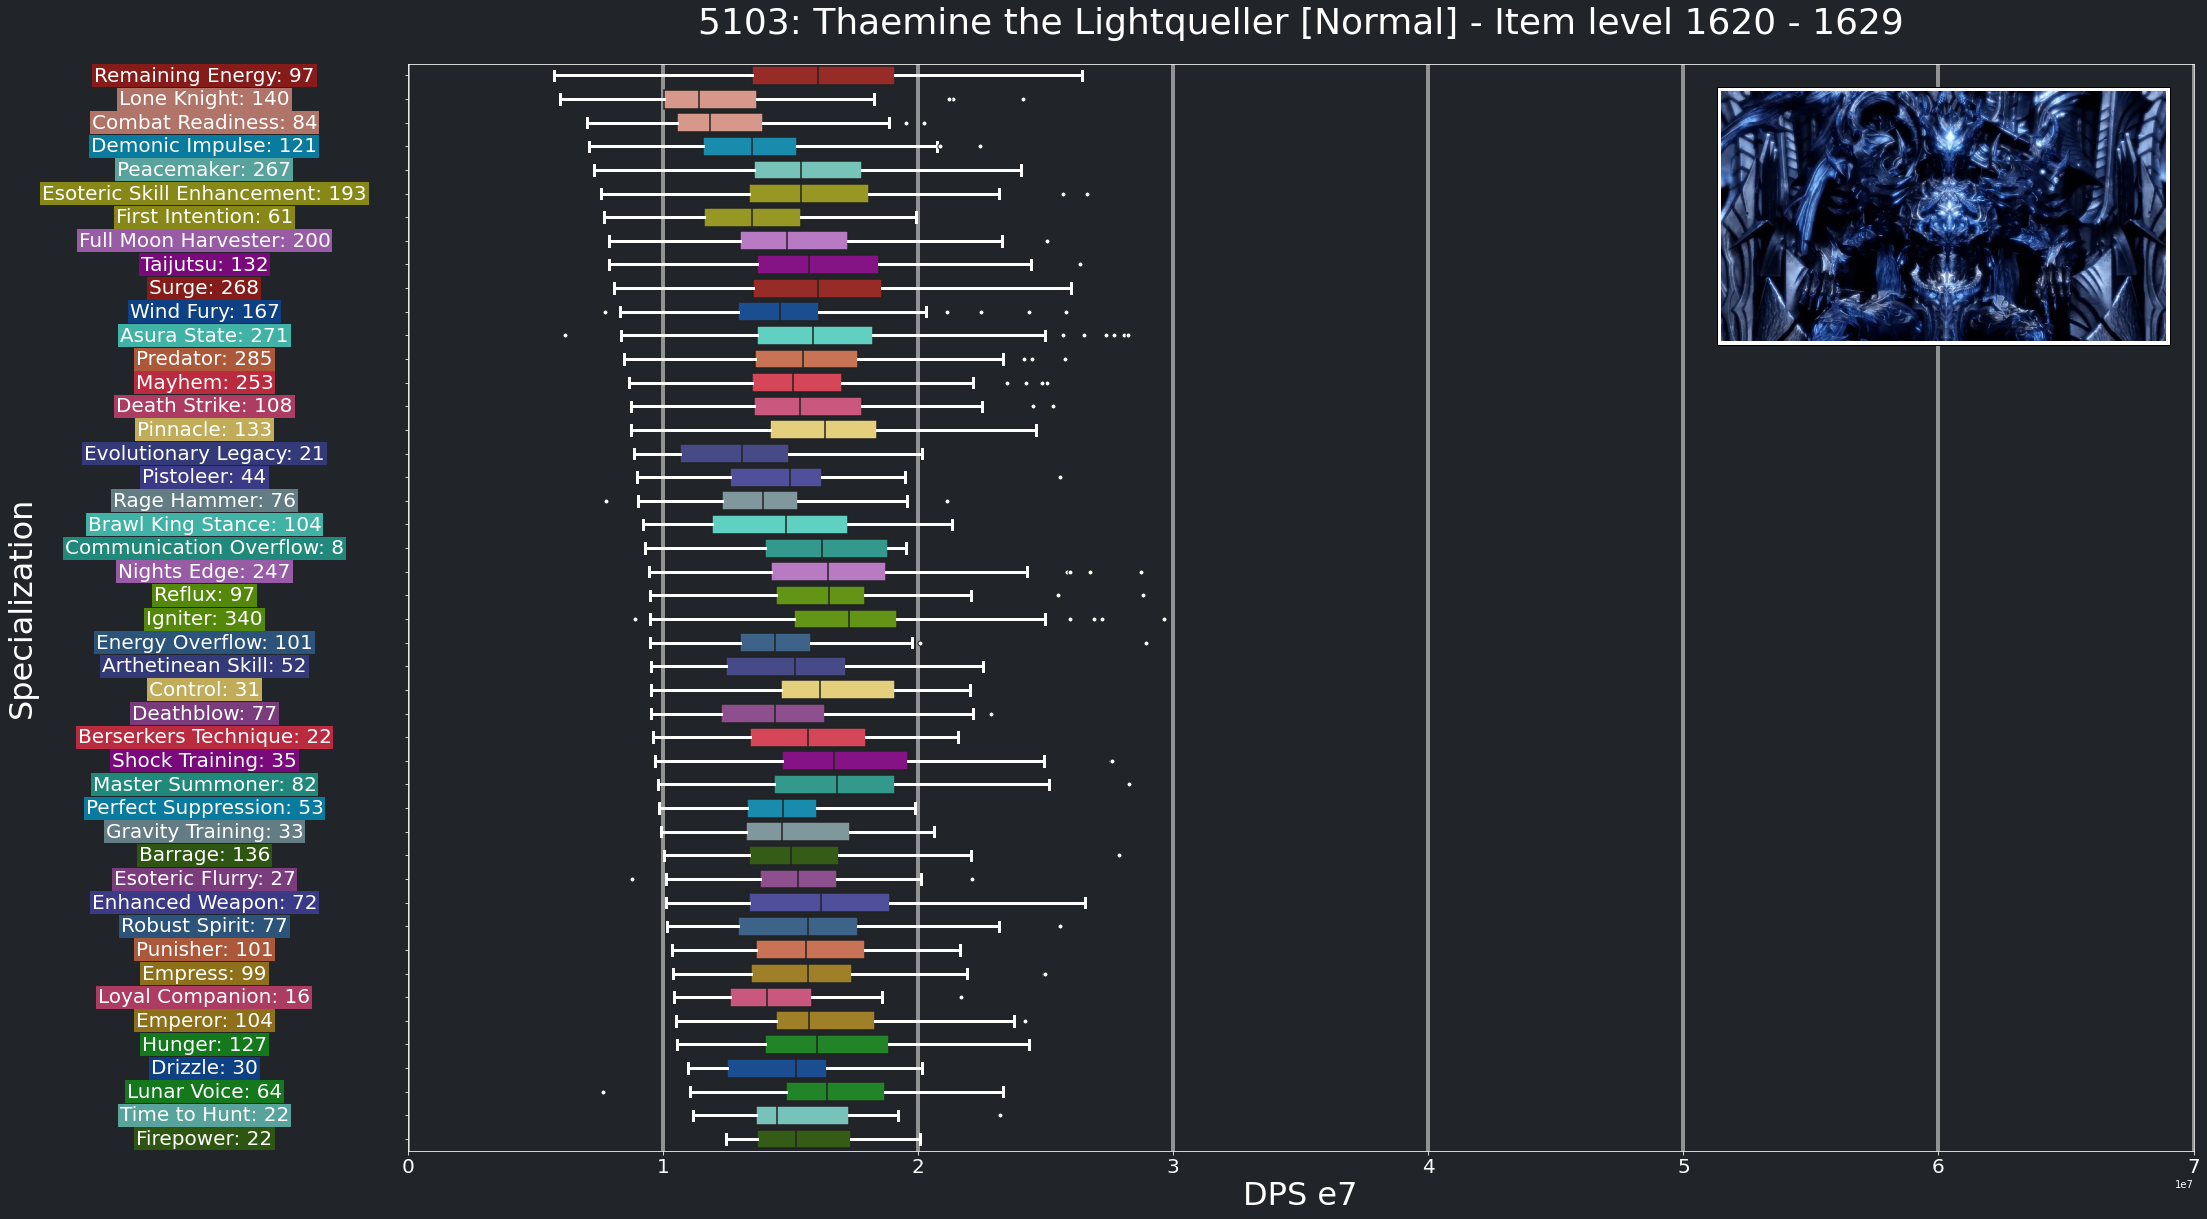 5103: Thaemine the Lightqueller [Normal] - Item level 1620 - 1629
Specialization
Remaining Energy: 97
Lone Knight: 140
Combat Readiness: 84
Demonic Impulse: 121
Peacemaker: 267
Esoteric Skill Enhancement: 193
First Intention: 61
Full Moon Harvester: 200
Taijutsu: 132
Surge: 268
Wind Fury: 167
Asura State: 271
Predator: 285
Mayhem: 253
Death Strike: 108
Pinnacle: 133
Evolutionary Legacy: 21
Pistoleer: 44
Rage Hammer: 76
Brawl King Stance: 104
Communication Overflow: 8
Nights Edge: 247
Reflux: 97
Igniter: 340
Energy Overflow: 101
Arthetinean Skill: 52
Control: 31
Deathblow: 77
Berserkers Technique: 22
Shock Training: 35
Master Summoner: 82
Perfect Suppression: 53
Gravity Training: 33
Barrage: 136
Esoteric Flurry: 27
Enhanced Weapon: 72
Robust Spirit: 77
Punisher: 101
Empress: 99
Loyal Companion: 16
Emperor: 104
Hunger: 127
Drizzle: 30
Lunar Voice: 64
Time to Hunt: 22
Firepower: 22
0 1 2 3 4 5 6 7
1e7
DPS e7